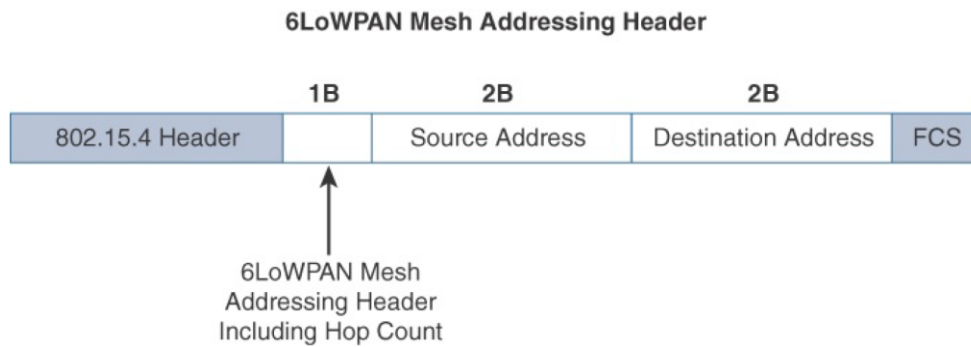 6LoWPAN Mesh Addressing Header
1B 2B 2B
802.15.4 Header Source Address Destination Address FCS
6LoWPAN Mesh
Addressing Header
Including Hop Count